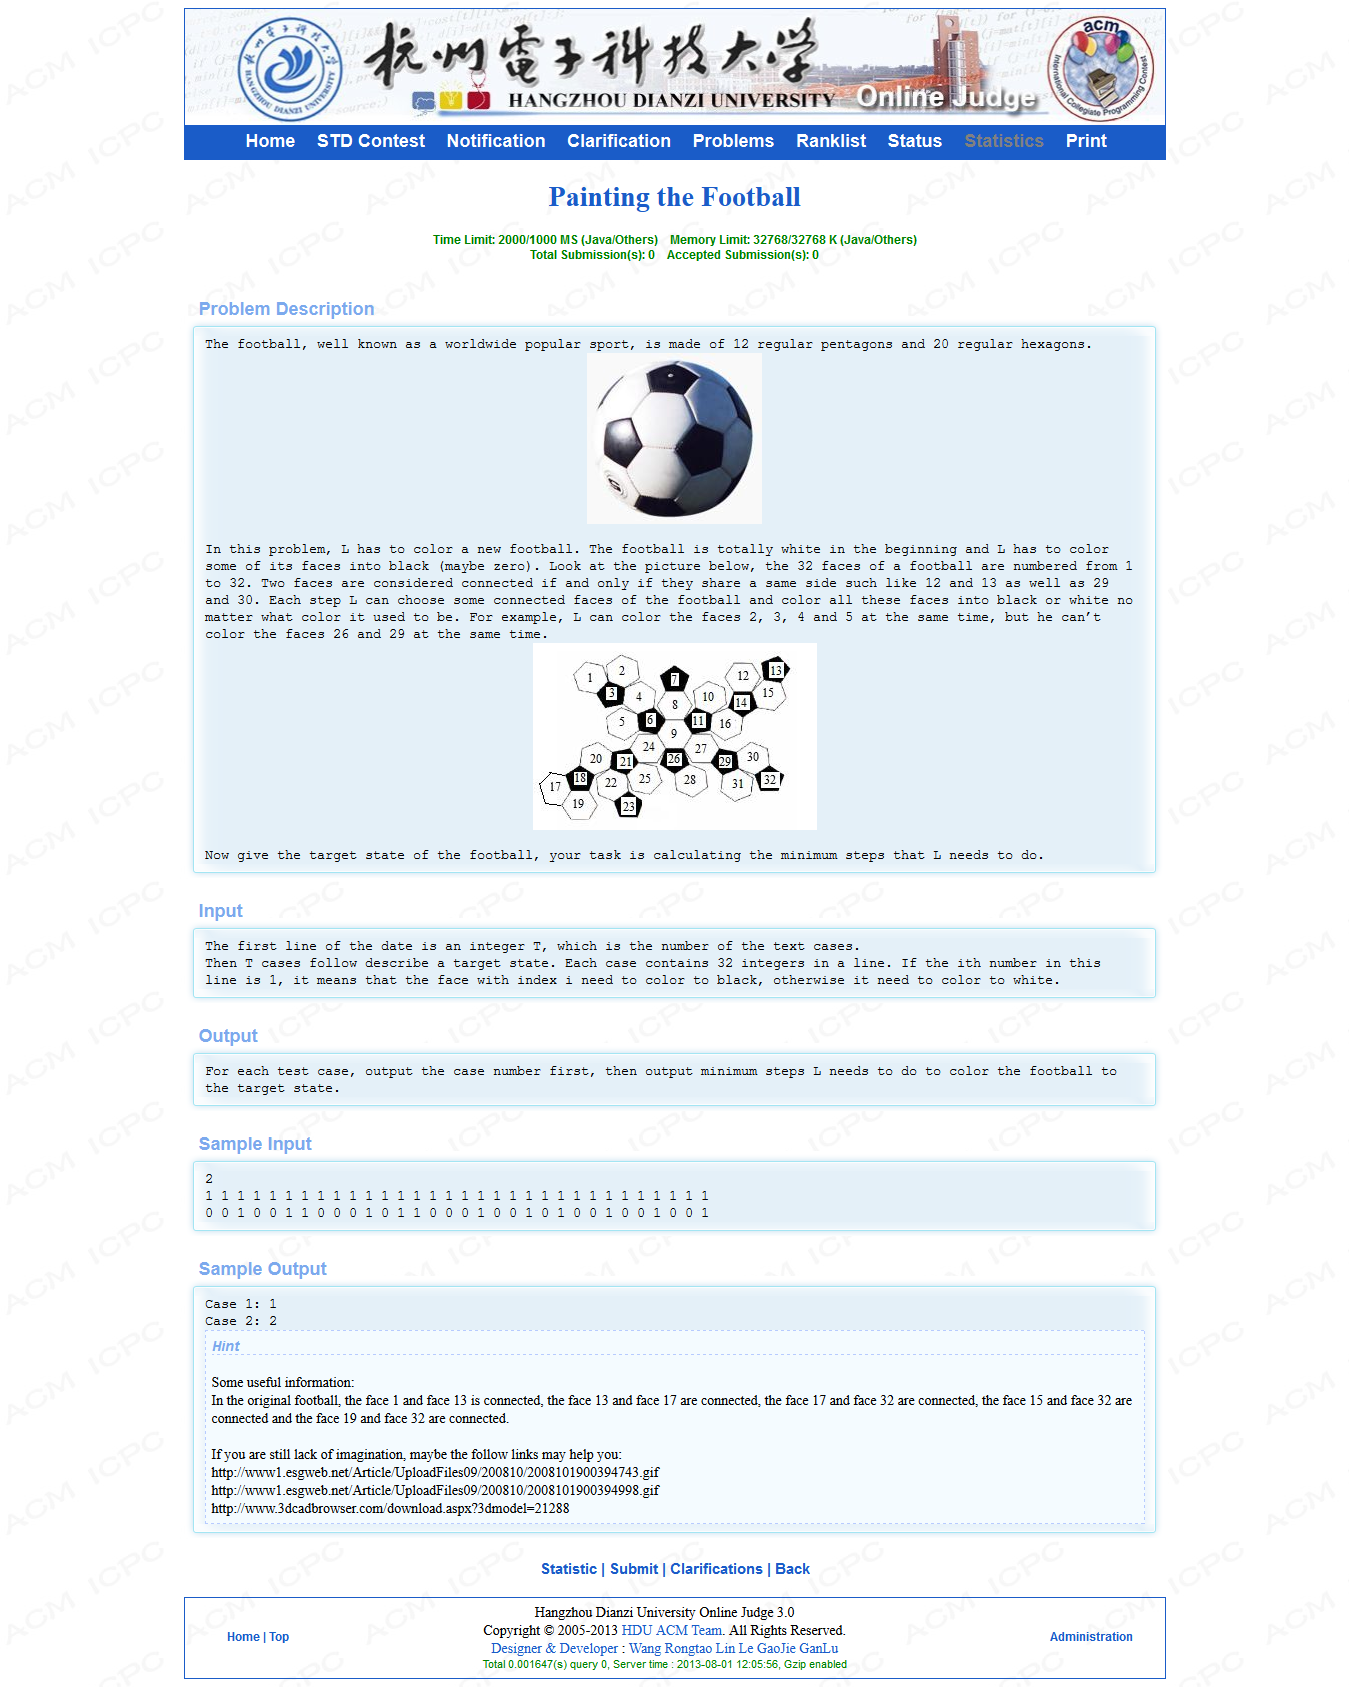 杭州電子科技大学
HANGZHOU DIANZI UNIVERSITY
Online Judge
HANGZHOU DIANZI UNIVERSITY
acm
International Collegiate Programming Contest
Home STD Contest Notification Clarification Problems Ranklist Status Statistics Print
Painting the Football
Time Limit: 2000/1000 MS (Java/Others) Memory Limit: 32768/32768 K (Java/Others)
Total Submission(s): 0 Accepted Submission(s): 0
Problem Description
The football, well known as a worldwide popular sport, is made of 12 regular pentagons and 20 regular hexagons.
In this problem, L has to color a new football. The football is totally white in the beginning and L has to color
some of its faces into black (maybe zero). Look at the picture below, the 32 faces of a football are numbered from 1
to 32. Two faces are considered connected if and only if they share a same side such like 12 and 13 as well as 29
and 30. Each step L can choose some connected faces of the football and color all these faces into black or white no
matter what color it used to be. For example, L can color the faces 2, 3, 4 and 5 at the same time, but he can’t
color the faces 26 and 29 at the same time.
1 2 3 4 5 6 7 8 9 10 11 12 13 14 15 16
17 18 19 20 21 22 23 24 25 26 27 28 29 30 31 32
Now give the target state of the football, your task is calculating the minimum steps that L needs to do.
Input
The first line of the date is an integer T, which is the number of the text cases.
Then T cases follow describe a target state. Each case contains 32 integers in a line. If the ith number in this
line is 1, it means that the face with index i need to color to black, otherwise it need to color to white.
Output
For each test case, output the case number first, then output minimum steps L needs to do to color the football to
the target state.
Sample Input
2
1 1 1 1 1 1 1 1 1 1 1 1 1 1 1 1 1 1 1 1 1 1 1 1 1 1 1 1 1 1 1 1
0 0 1 0 0 1 1 0 0 0 1 0 1 1 0 0 0 1 0 0 1 0 1 0 0 1 0 0 1 0 0 1
Sample Output
Case 1: 1
Case 2: 2
Hint
Some useful information:
In the original football, the face 1 and face 13 is connected, the face 13 and face 17 are connected, the face 17 and face 32 are connected, the face 15 and face 32 are
connected and the face 19 and face 32 are connected.
If you are still lack of imagination, maybe the follow links may help you:
http://www1.esgweb.net/Article/UploadFiles09/200810/2008101900394743.gif
http://www1.esgweb.net/Article/UploadFiles09/200810/2008101900394998.gif
http://www.3dcadbrowser.com/download.aspx?3dmodel=21288
Statistic | Submit | Clarifications | Back
Home | Top
Hangzhou Dianzi University Online Judge 3.0
Copyright © 2005-2013 HDU ACM Team. All Rights Reserved.
Designer & Developer : Wang Rongtao Lin Le GaoJie GanLu
Total 0.001647(s) query 0, Server time : 2013-08-01 12:05:56, Gzip enabled
Administration
ACM ICPC